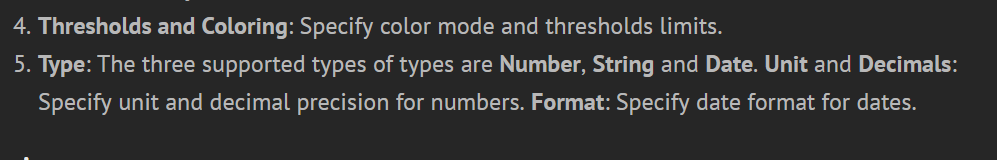 4. Thresholds and Coloring: Specify color mode and thresholds limits.
5. Type: The three supported types of types are Number, String and Date. Unit and Decimals:
Specify unit and decimal precision for numbers. Format: Specify date format for dates.